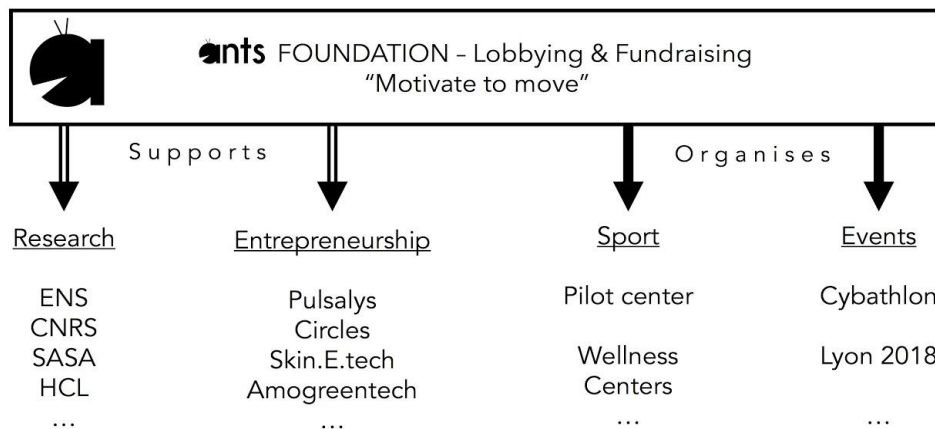 ants FOUNDATION – Lobbying & Fundraising
"Motivate to move"
Supports
Organises
Research
ENS
CNRS
SASA
HCL
...
Entrepreneurship
Pulsalys
Circles
Skin.E.tech
Amogreentech
...
Sport
Pilot center
Wellness
Centers
...
Events
Cybathlon
Lyon 2018
...